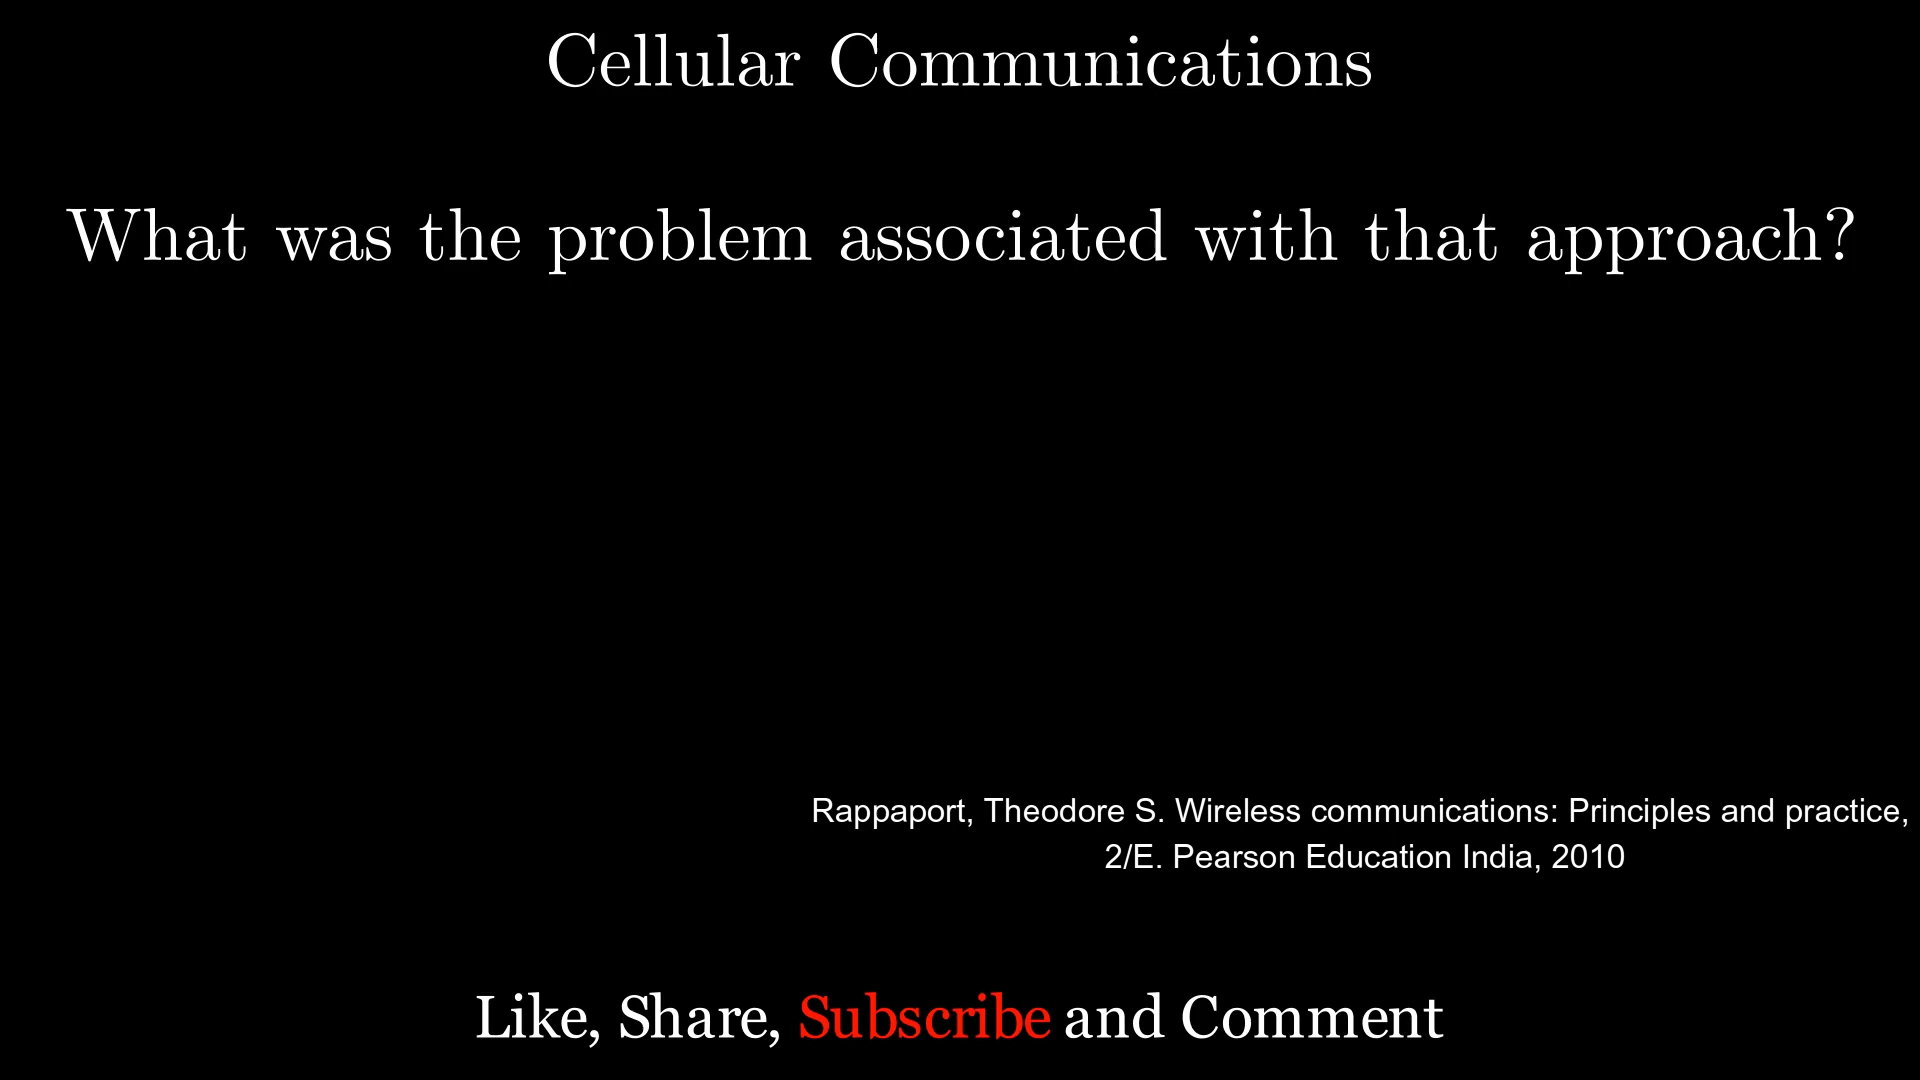 Cellular Communications
What was the problem associated with that approach?
Rappaport, Theodore S. Wireless communications: Principles and practice,
2/E. Pearson Education India, 2010
Like, Share, Subscribe and Comment